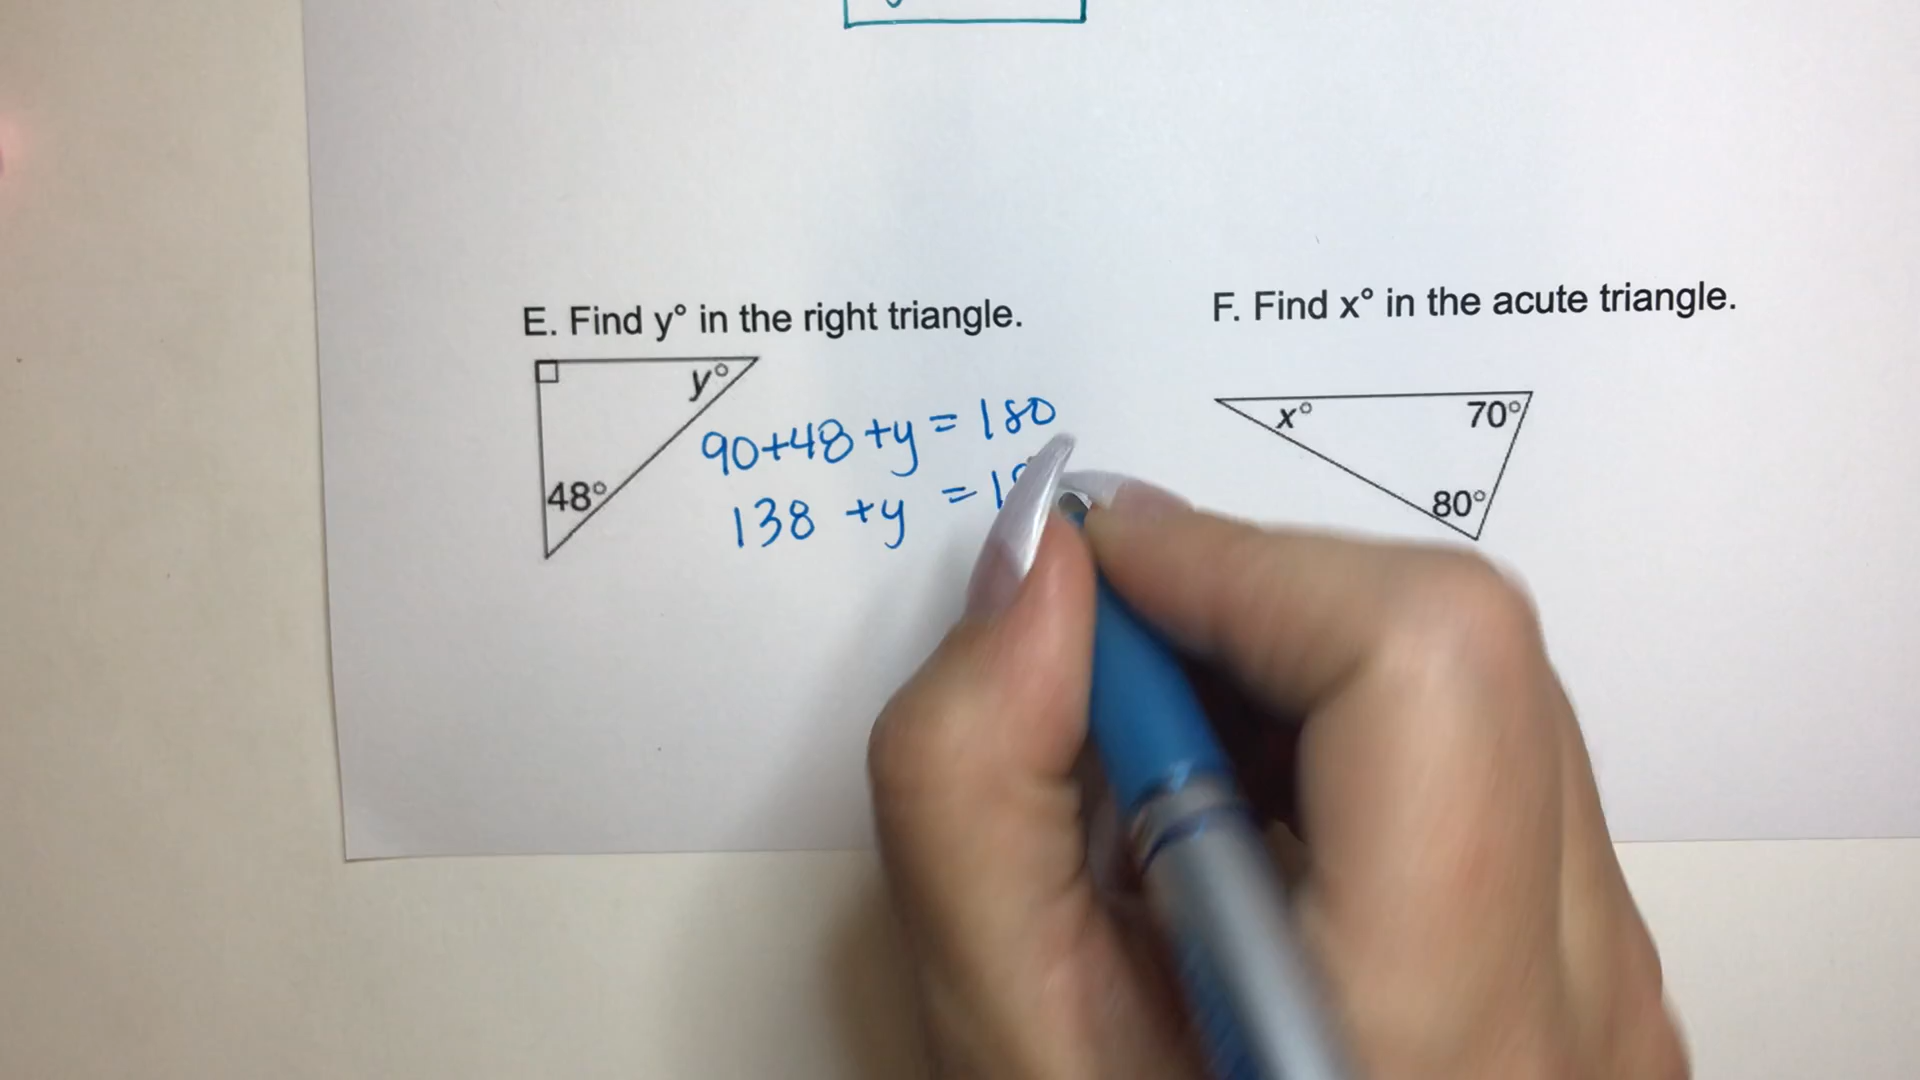 E. Find y° in the right triangle.
y°
48°
90+48+y=180
138+y=
F. Find x° in the acute triangle.
x°
70°
80°